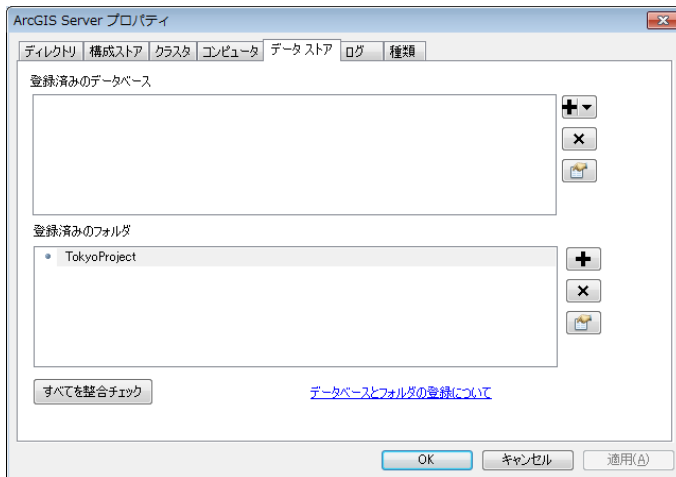 ArcGIS Server プロパティ
ディレクトリ 構成ストア クラスタ コンピュータ データ ストア ログ 種類
登録済みのデータベース
登録済みのフォルダ
TokyoProject
すべてを整合チェック データベースとフォルダの登録について
OK キャンセル 適用(A)